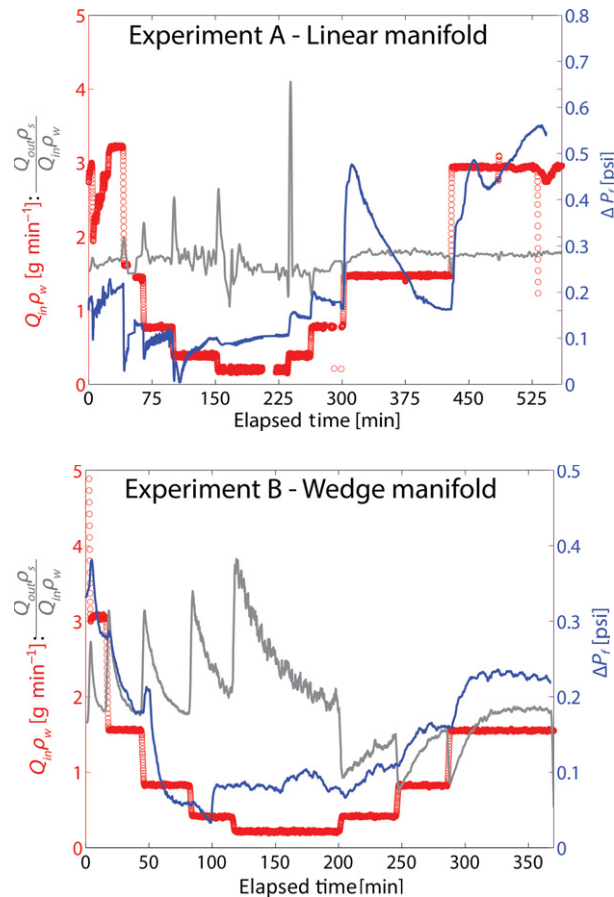 Experiment A - Linear manifold
5
4
3
2
1
0
0.8
0.7
0.6
0.5
0.4
0.3
0.2
0.1
0
Q_in ρ_w [g min⁻¹]: Q_out ρ_s / Q_in ρ_w
Δ P_f [psi]
0 75 150 225 300 375 450 525
Elapsed time [min]
Experiment B - Wedge manifold
5
4
3
2
1
0
0.5
0.4
0.3
0.2
0.1
0
Q_in ρ_w [g min⁻¹]: Q_out ρ_s / Q_in ρ_w
ΔP_f [psi]
0 50 100 150 200 250 300 350
Elapsed time[min]